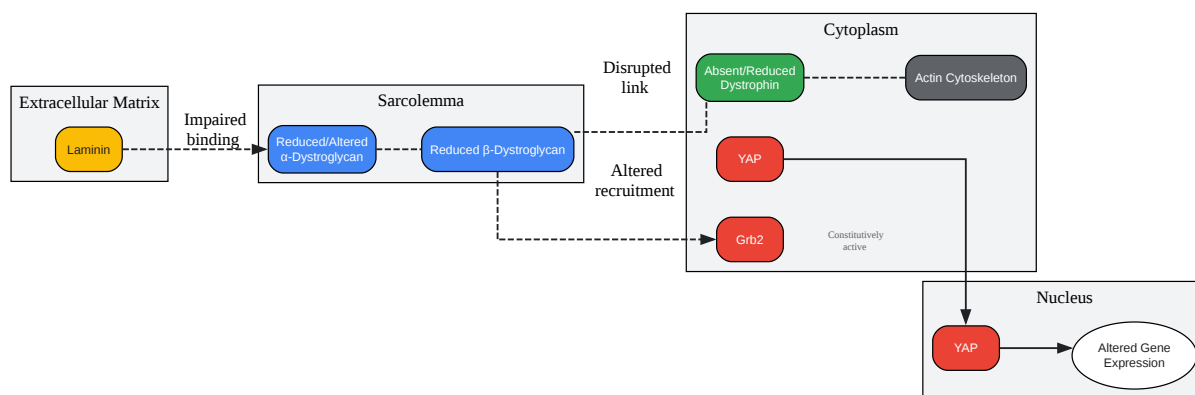 Extracellular Matrix
Laminin
Impaired
binding
Sarcolemma
Reduced/Altered
α-Dystroglycan
Reduced β-Dystroglycan
Disrupted
link
Altered
recruitment
Cytoplasm
Absent/Reduced
Dystrophin
Actin Cytoskeleton
YAP
Grb2
Constitutively
active
Nucleus
YAP
Altered Gene
Expression